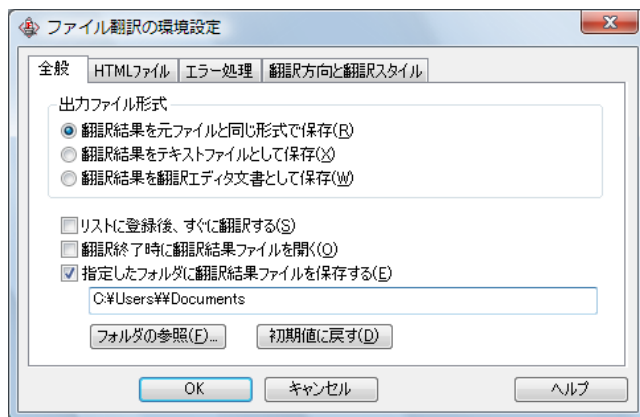 ファイル翻訳の環境設定
全般 HTMLファイル エラー処理 翻訳方向と翻訳スタイル
出力ファイル形式
翻訳結果を元ファイルと同じ形式で保存(R)
翻訳結果をテキストファイルとして保存(X)
翻訳結果を翻訳エディタ文書として保存(W)
リストに登録後、すぐに翻訳する(S)
翻訳終了時に翻訳結果ファイルを開く(O)
指定したフォルダに翻訳結果ファイルを保存する(E)
C:¥Users¥¥Documents
フォルダの参照(F)... 初期値に戻す(D)
OK キャンセル ヘルプ